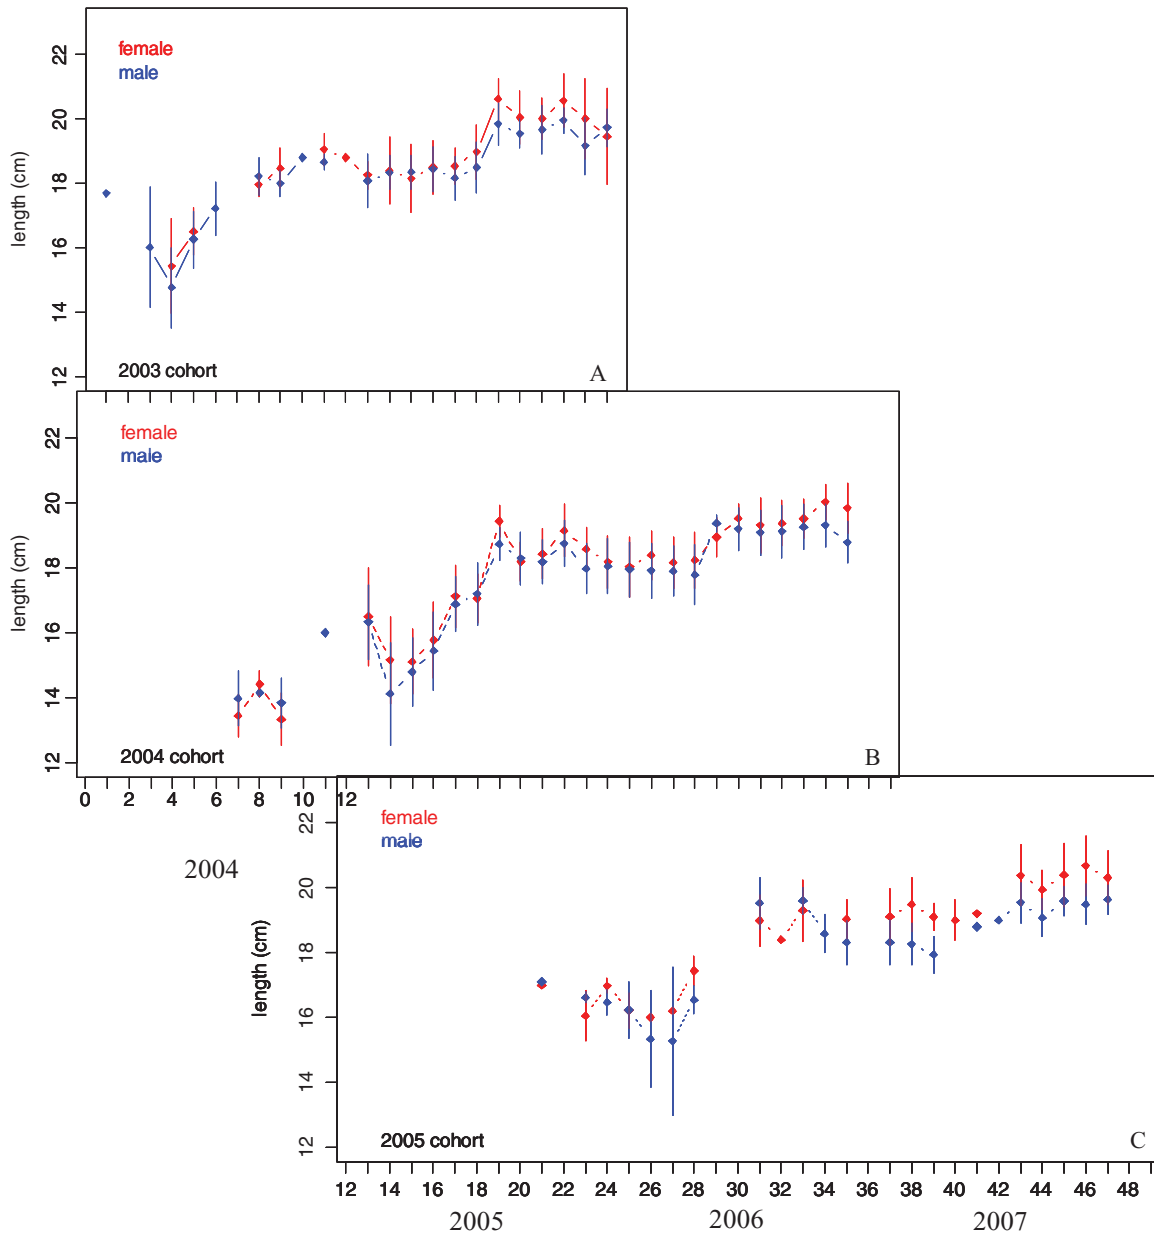 22
20
18
16
14
12
length (cm)
female
male
2003 cohort
A
22
20
18
16
14
12
length (cm)
female
male
2004 cohort
B
0 2 4 6 8 10 12
2004
22
20
18
16
14
12
length (cm)
female
male
2005 cohort
C
12 14 16 18 20 22 24 26 28 30 32 34 36 38 40 42 44 46 48
2005 2006 2007